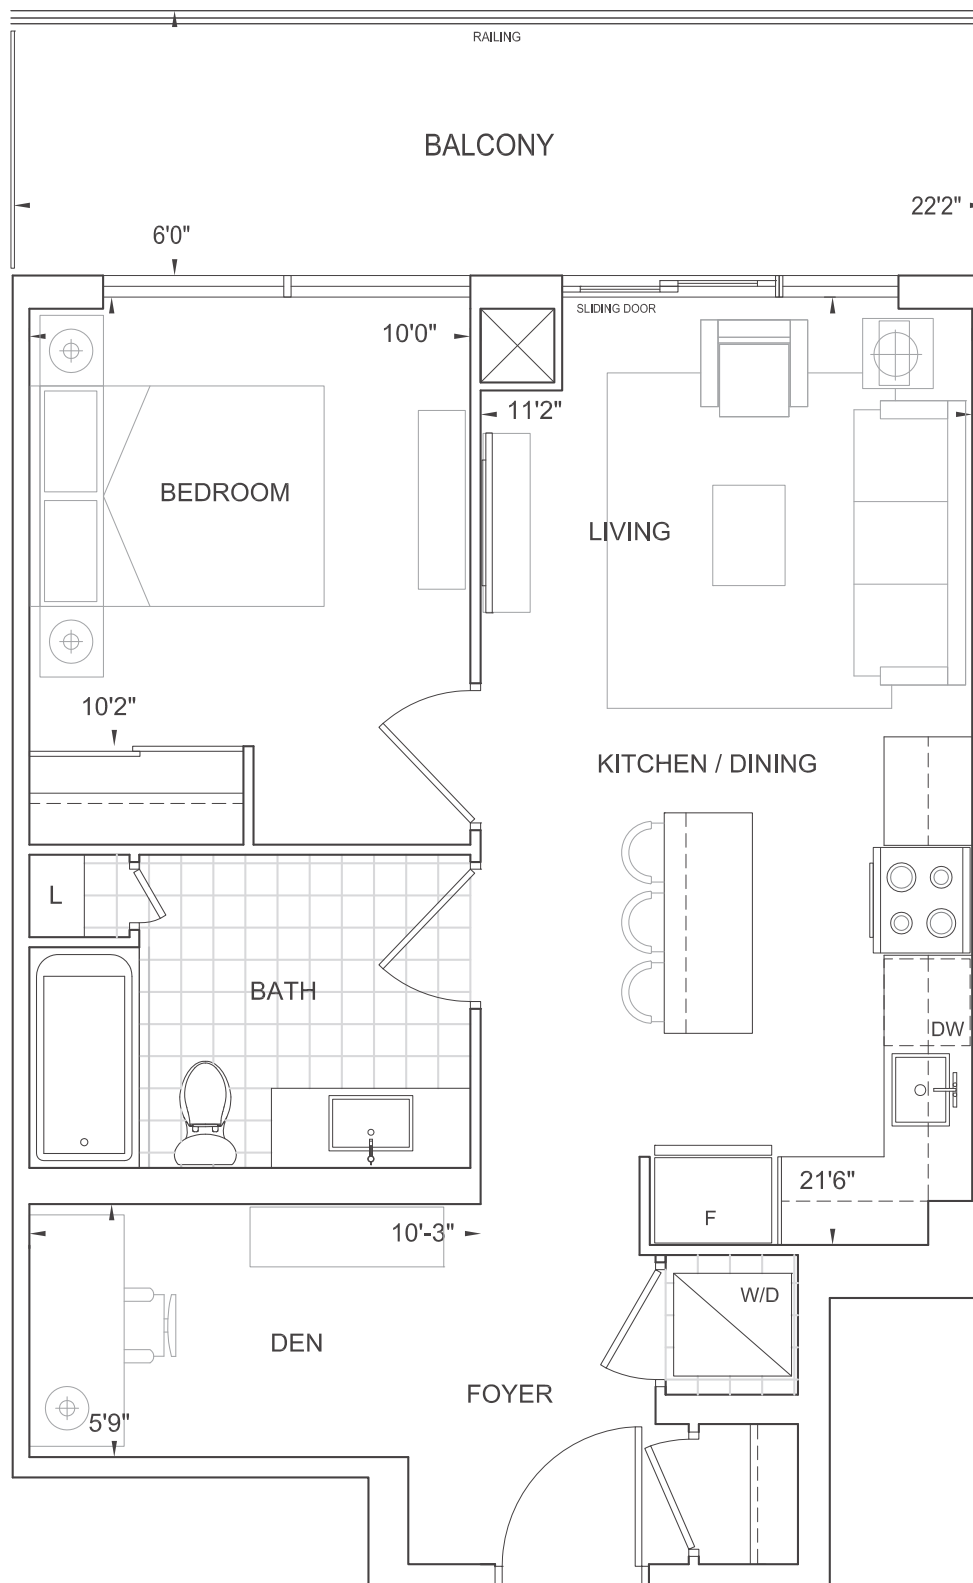 RAILING
BALCONY
22'2"
6'0"
SLIDING DOOR
10'0"
11'2"
BEDROOM
LIVING
10'2"
KITCHEN / DINING
L
BATH
DW
21'6"
F
10'-3"
W/D
DEN
FOYER
5'9"